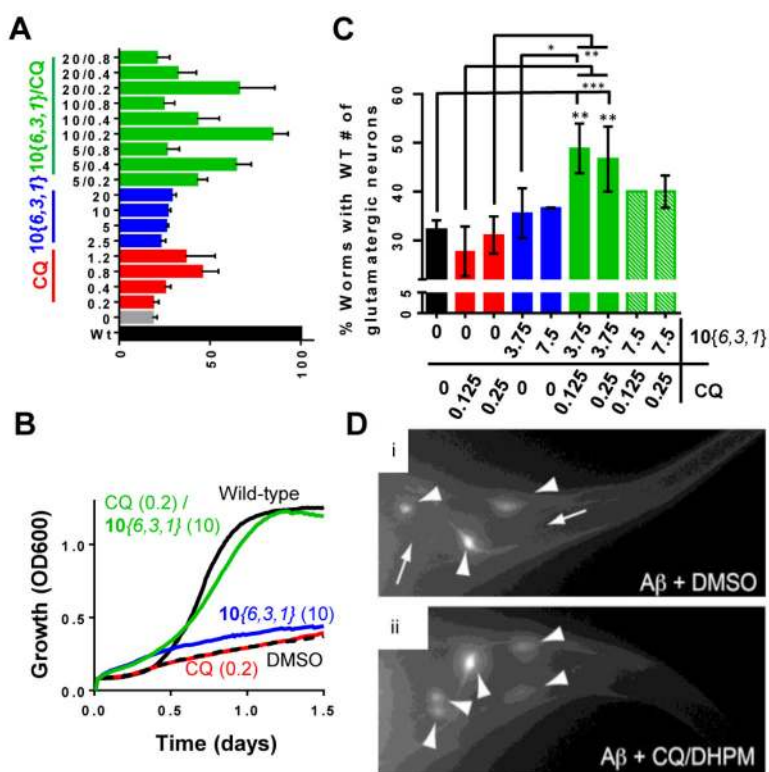 A
10{6,3,1}/CQ
10{6,3,1}
CQ
20/0.8
20/0.4
20/0.2
10/0.8
10/0.4
10/0.2
5/0.8
5/0.4
5/0.2
20
10
5
2.5
1.2
0.8
0.4
0.2
0
Wt
0
50
100
C
% Worms with WT # of
glutamatergic neurons
60
50
40
30
5
0
*
**
***
**
**
0 0 0 3.75 7.5 3.75 3.75 7.5 7.5 10{6,3,1}
0 0.125 0.25 0 0 0.125 0.25 0.125 0.25 CQ
B
Growth (OD600)
1.0
0.5
0.0
CQ (0.2) /
10{6,3,1} (10)
Wild-type
10{6,3,1} (10)
CQ (0.2)
DMSO
0.0 0.5 1.0 1.5
Time (days)
D
i
Aβ + DMSO
ii
Aβ + CQ/DHPM